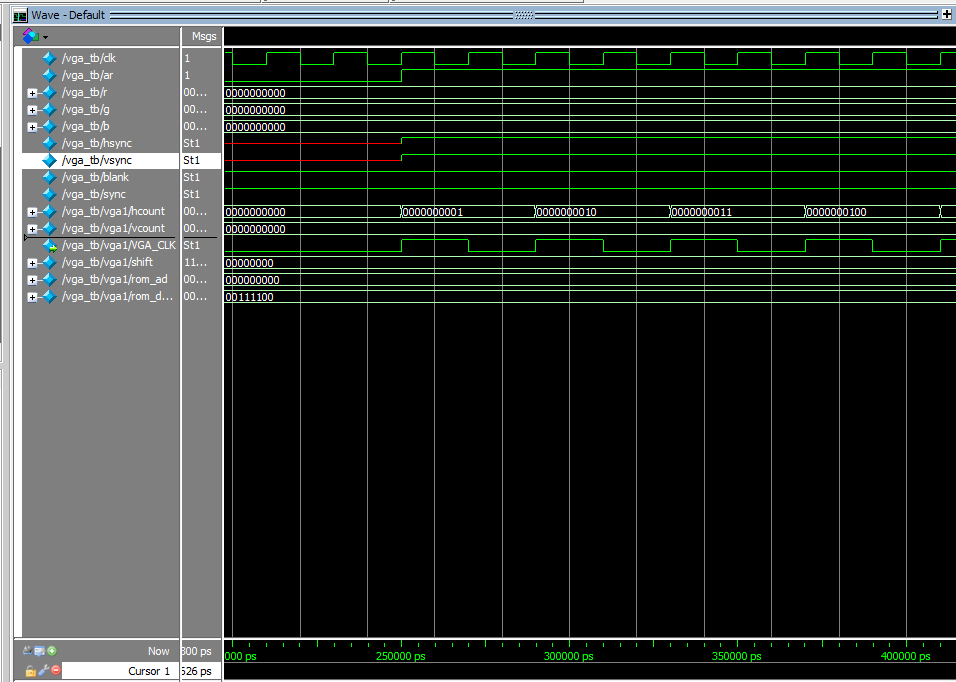 Wave - Default
Msgs
/vga_tb/clk 1
/vga_tb/ar 1
/vga_tb/r 00... 0000000000
/vga_tb/g 00... 0000000000
/vga_tb/b 00... 0000000000
/vga_tb/hsync St1
/vga_tb/vsync St1
/vga_tb/blank St1
/vga_tb/sync St1
/vga_tb/vga1/hcount 00... 0000000000 0000000001 0000000010 0000000011 0000000100
/vga_tb/vga1/vcount 00... 0000000000
/vga_tb/vga1/VGA_CLK St1
/vga_tb/vga1/shift 11... 00000000
/vga_tb/vga1/rom_ad 00... 000000000
/vga_tb/vga1/rom_d... 00... 00111100
Now 300 ps 000 ps 250000 ps 300000 ps 350000 ps 400000 ps
Cursor 1 526 ps